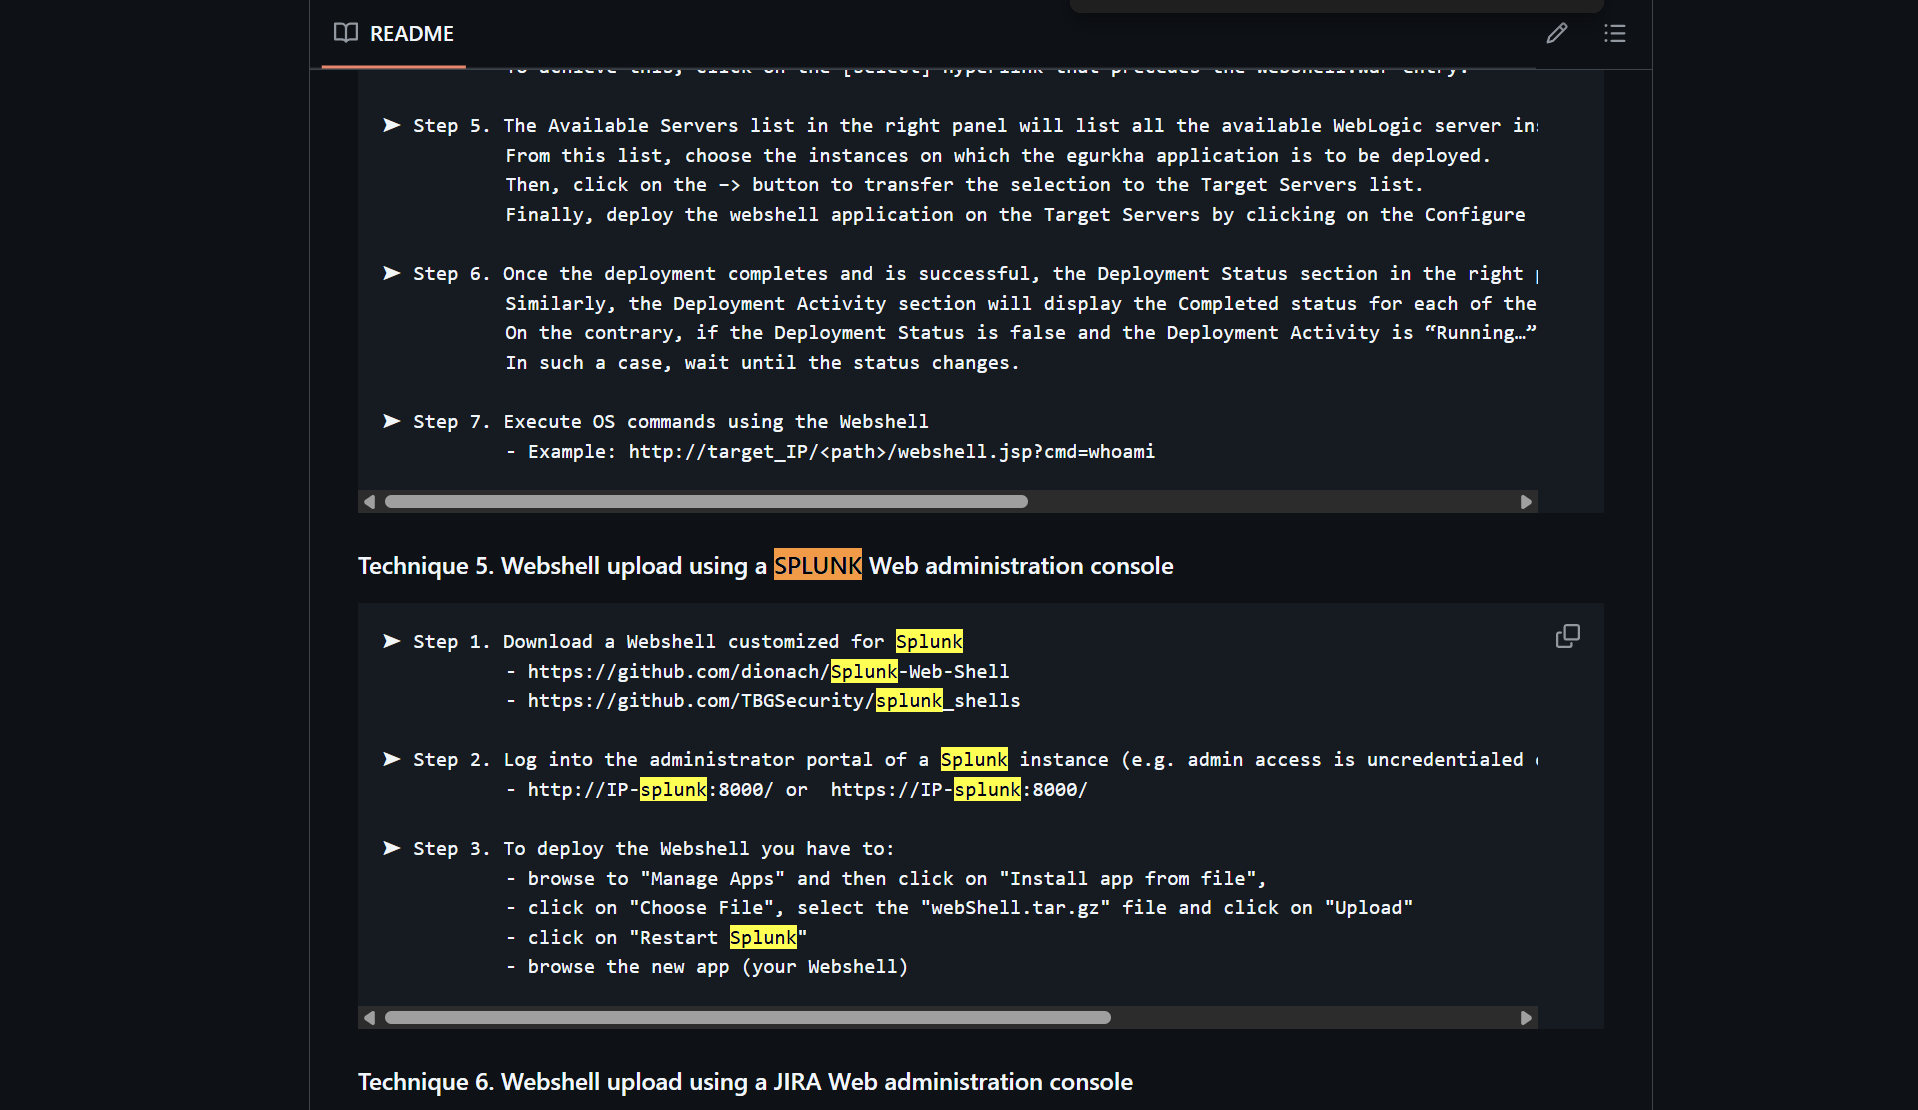 README
To achieve this, click on the [select] hyperlink that precedes the webshell.war entry.
➤ Step 5. The Available Servers list in the right panel will list all the available WebLogic server
From this list, choose the instances on which the egurkha application is to be deployed.
Then, click on the –> button to transfer the selection to the Target Servers list.
Finally, deploy the webshell application on the Target Servers by clicking on the Configure
➤ Step 6. Once the deployment completes and is successful, the Deployment Status section in the right
Similarly, the Deployment Activity section will display the Completed status for each of the
On the contrary, if the Deployment Status is false and the Deployment Activity is “Running…”
In such a case, wait until the status changes.
➤ Step 7. Execute OS commands using the Webshell
- Example: http://target_IP/<path>/webshell.jsp?cmd=whoami
Technique 5. Webshell upload using a SPLUNK Web administration console
➤ Step 1. Download a Webshell customized for Splunk
- https://github.com/dionach/Splunk-Web-Shell
- https://github.com/TBGSecurity/splunk_shells
➤ Step 2. Log into the administrator portal of a Splunk instance (e.g. admin access is uncredentialed
- http://IP-splunk:8000/ or  https://IP-splunk:8000/
➤ Step 3. To deploy the Webshell you have to:
- browse to "Manage Apps" and then click on "Install app from file",
- click on "Choose File", select the "webShell.tar.gz" file and click on "Upload"
- click on "Restart Splunk"
- browse the new app (your Webshell)
Technique 6. Webshell upload using a JIRA Web administration console